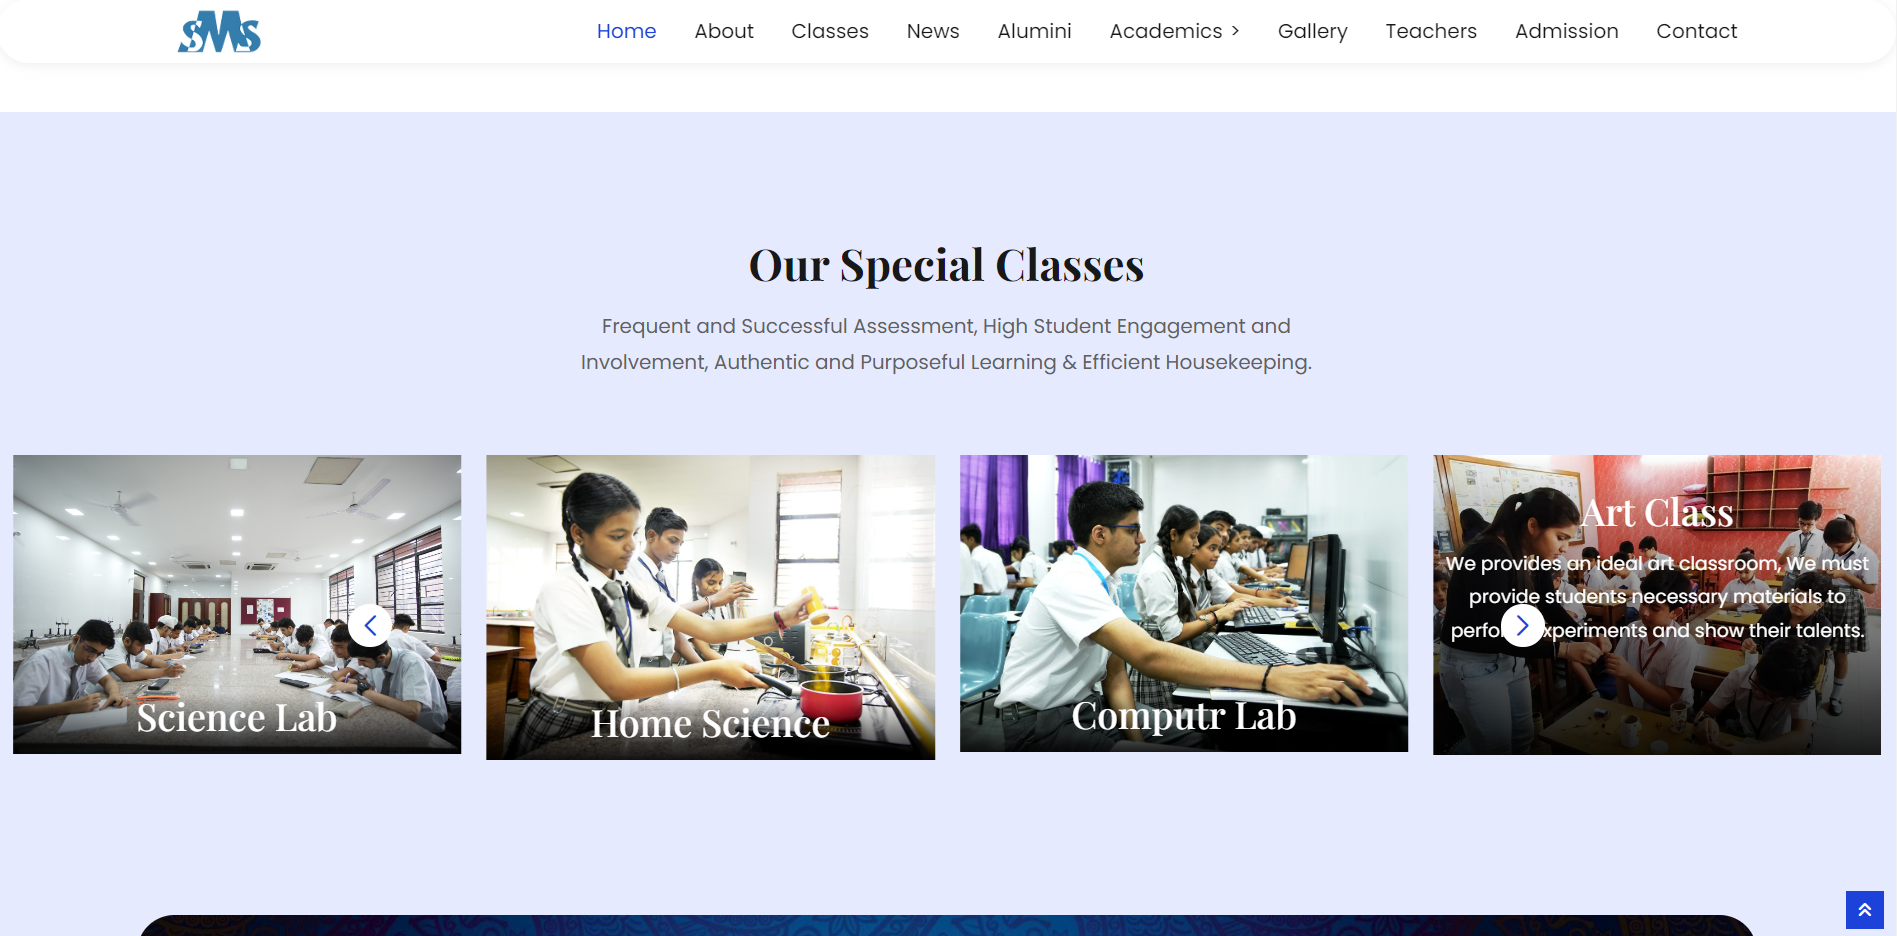 SMS
Home About Classes News Alumini Academics > Gallery Teachers Admission Contact
Our Special Classes
Frequent and Successful Assessment, High Student Engagement and
Involvement, Authentic and Purposeful Learning & Efficient Housekeeping.
Science Lab
Home Science
Computr Lab
Art Class
We provides an ideal art classroom, We must
provide students necessary materials to
perfo xperiments and show their talents.